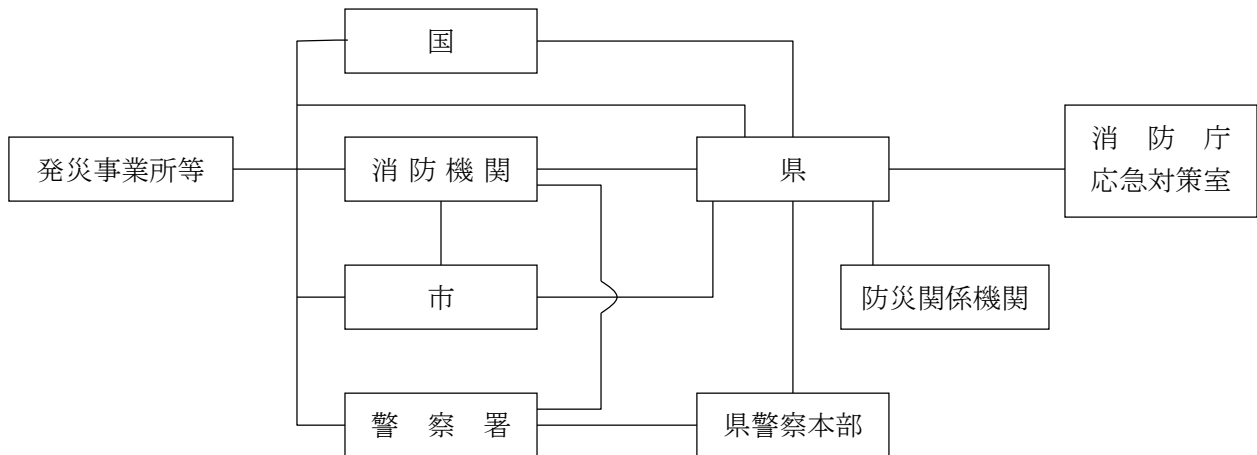 国
発災事業所等
消防機関
県
消防庁
応急対策室
市
防災関係機関
警察署
県警察本部